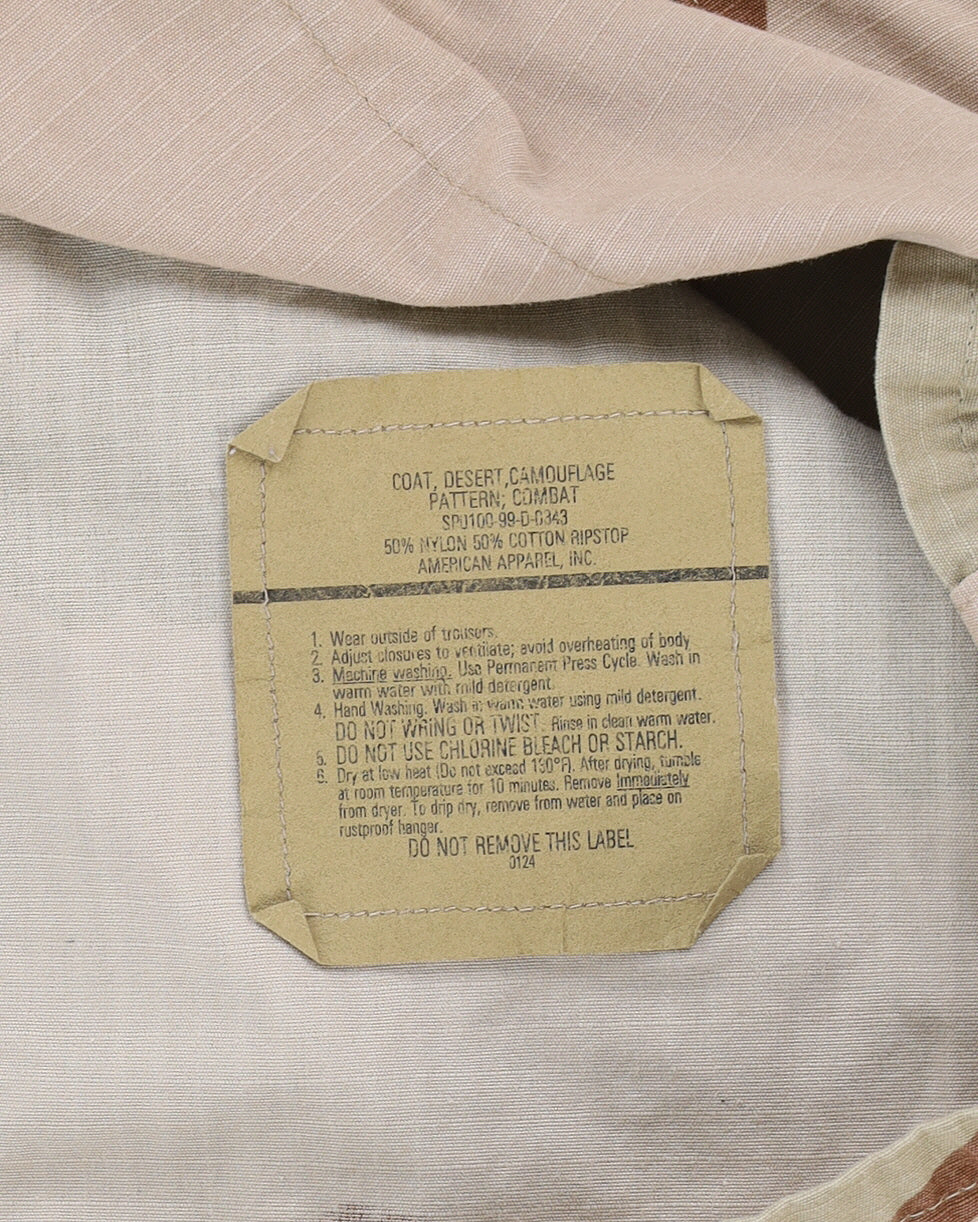 COAT, DESERT, CAMOUFLAGE
PATTERN; COMBAT
SP0100-99-D-0343
50% NYLON 50% COTTON RIPSTOP
AMERICAN APPAREL, INC.
1. Wear outside of trousers.
2. Adjust closures to ventilate; avoid overheating of body
3. Machine washing. Use Permanent Press Cycle. Wash in
warm water with mild detergent.
4. Hand Washing. Wash in warm water using mild detergent.
DO NOT WRING OR TWIST. Rinse in clean warm water.
5. DO NOT USE CHLORINE BLEACH OR STARCH.
6. Dry at low heat (Do not exceed 130°F). After drying, tumble
at room temperature for 10 minutes. Remove immediately
from dryer. To drip dry, remove from water and place on
rustproof hanger.
DO NOT REMOVE THIS LABEL
0124